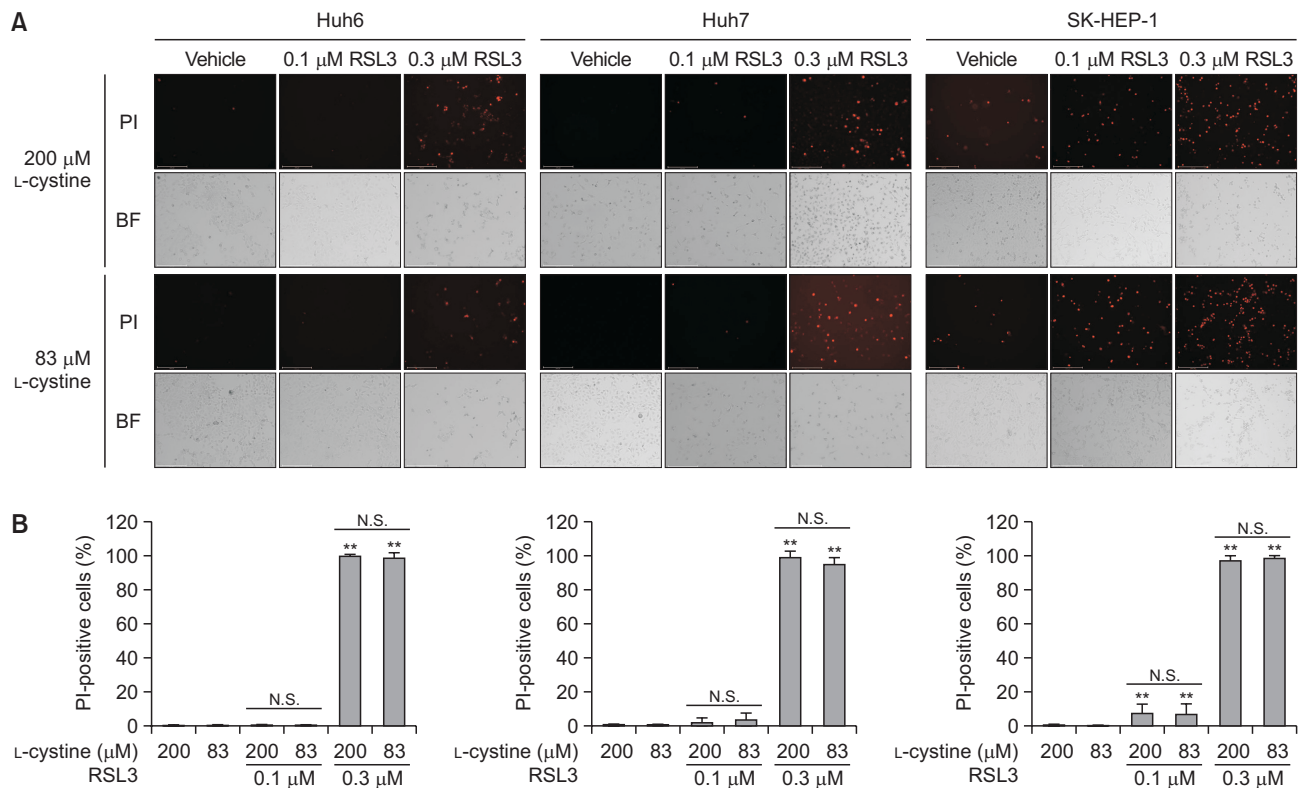 A
Huh6 Huh7 SK-HEP-1
Vehicle 0.1 μM RSL3 0.3 μM RSL3 Vehicle 0.1 μM RSL3 0.3 μM RSL3 Vehicle 0.1 μM RSL3 0.3 μM RSL3
PI
200 μM
L-cystine
BF
PI
83 μM
L-cystine
BF
B
PI-positive cells (%)
120
100
80
60
40
20
0
N.S.
** **
N.S.
L-cystine (μM) 200 83 200 83 200 83
RSL3 0.1 μM 0.3 μM
PI-positive cells (%)
120
100
80
60
40
20
0
N.S.
** **
N.S.
L-cystine (μM) 200 83 200 83 200 83
RSL3 0.1 μM 0.3 μM
PI-positive cells (%)
120
100
80
60
40
20
0
N.S.
** **
N.S.
** **
L-cystine (μM) 200 83 200 83 200 83
RSL3 0.1 μM 0.3 μM